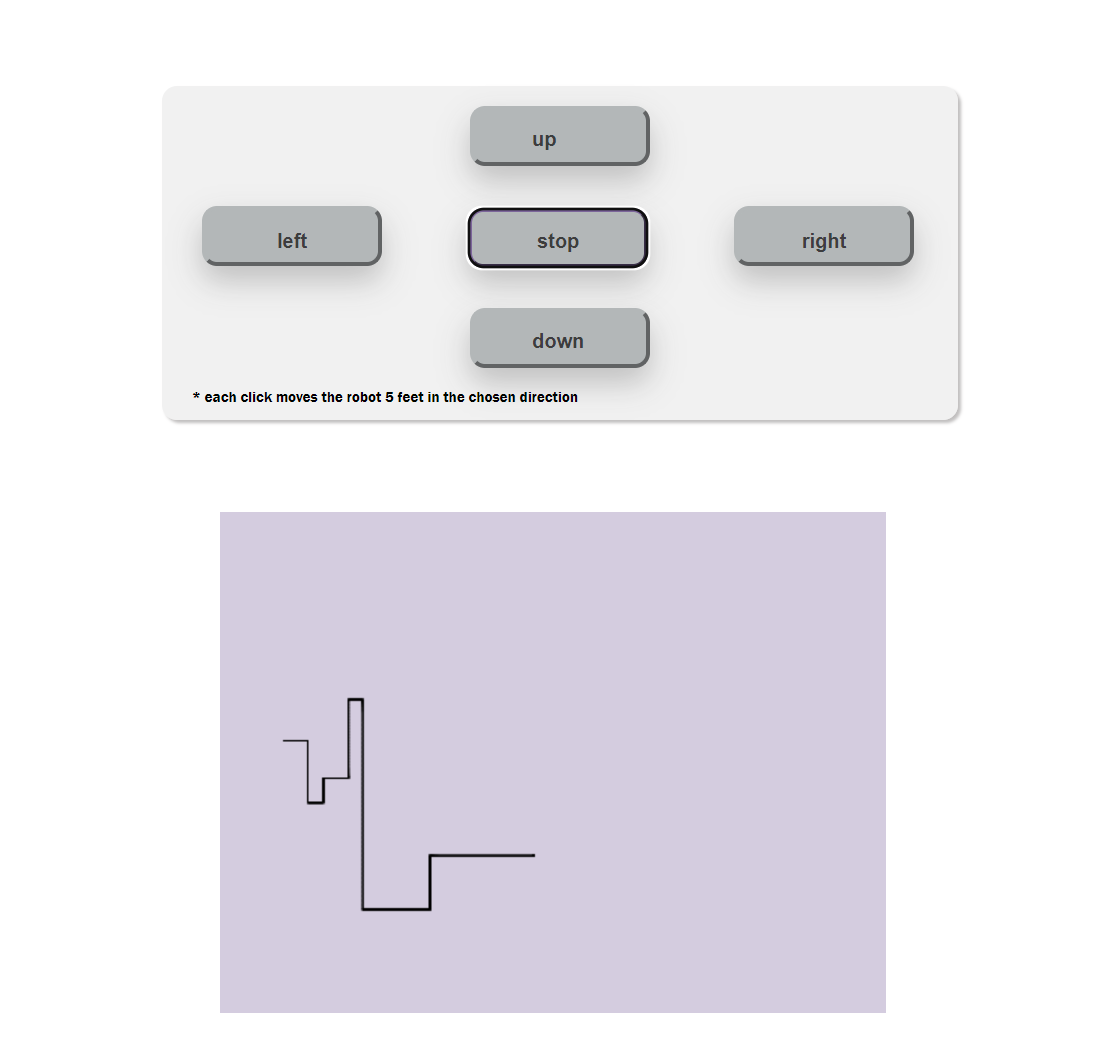 up
left
stop
right
down
* each click moves the robot 5 feet in the chosen direction